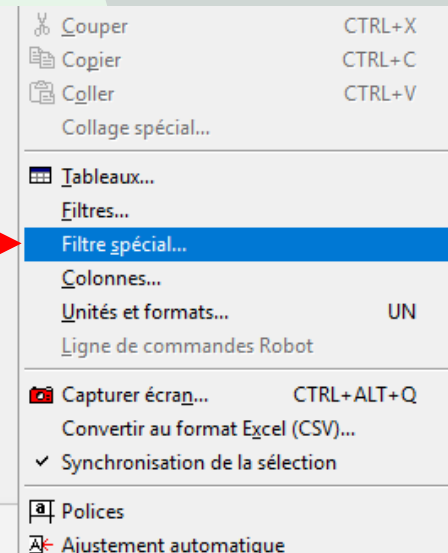 Couper CTRL+X
Copier CTRL+C
Coller CTRL+V
Collage spécial...
Tableaux...
Filtres...
Filtre spécial...
Colonnes...
Unités et formats... UN
Ligne de commandes Robot
Capturer écran... CTRL+ALT+Q
Convertir au format Excel (CSV)...
Synchronisation de la sélection
a Polices
A Ajustement automatique